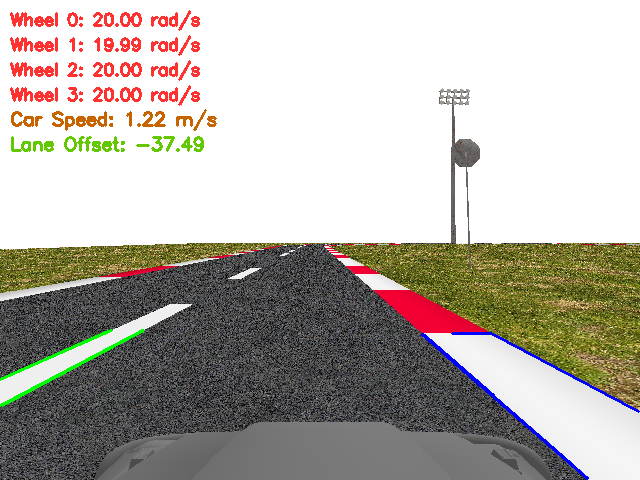 Wheel 0: 20.00 rad/s
Wheel 1: 19.99 rad/s
Wheel 2: 20.00 rad/s
Wheel 3: 20.00 rad/s
Car Speed: 1.22 m/s
Lane Offset: -37.49